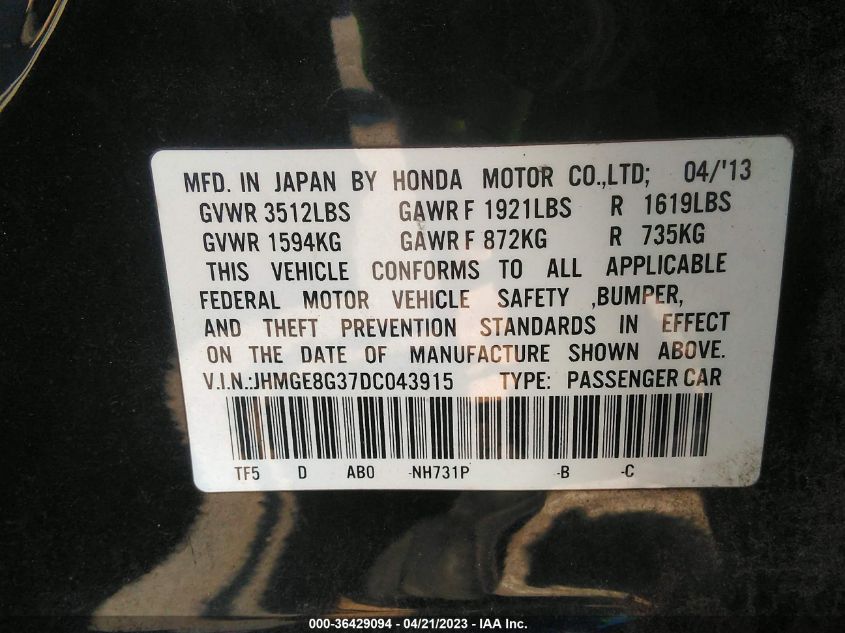 MFD. IN JAPAN BY HONDA MOTOR CO.,LTD; 04/'13
GVWR 3512LBS GAWR F 1921LBS R 1619LBS
GVWR 1594KG GAWR F 872KG R 735KG
THIS VEHICLE CONFORMS TO ALL APPLICABLE
FEDERAL MOTOR VEHICLE SAFETY ,BUMPER,
AND THEFT PREVENTION STANDARDS IN EFFECT
ON THE DATE OF MANUFACTURE SHOWN ABOVE.
V.I.N.:JHMGE8G37DC043915 TYPE: PASSENGER CAR
TF5 D AB0 -NH731P -B -C
000-36429094 - 04/21/2023 - IAA Inc.